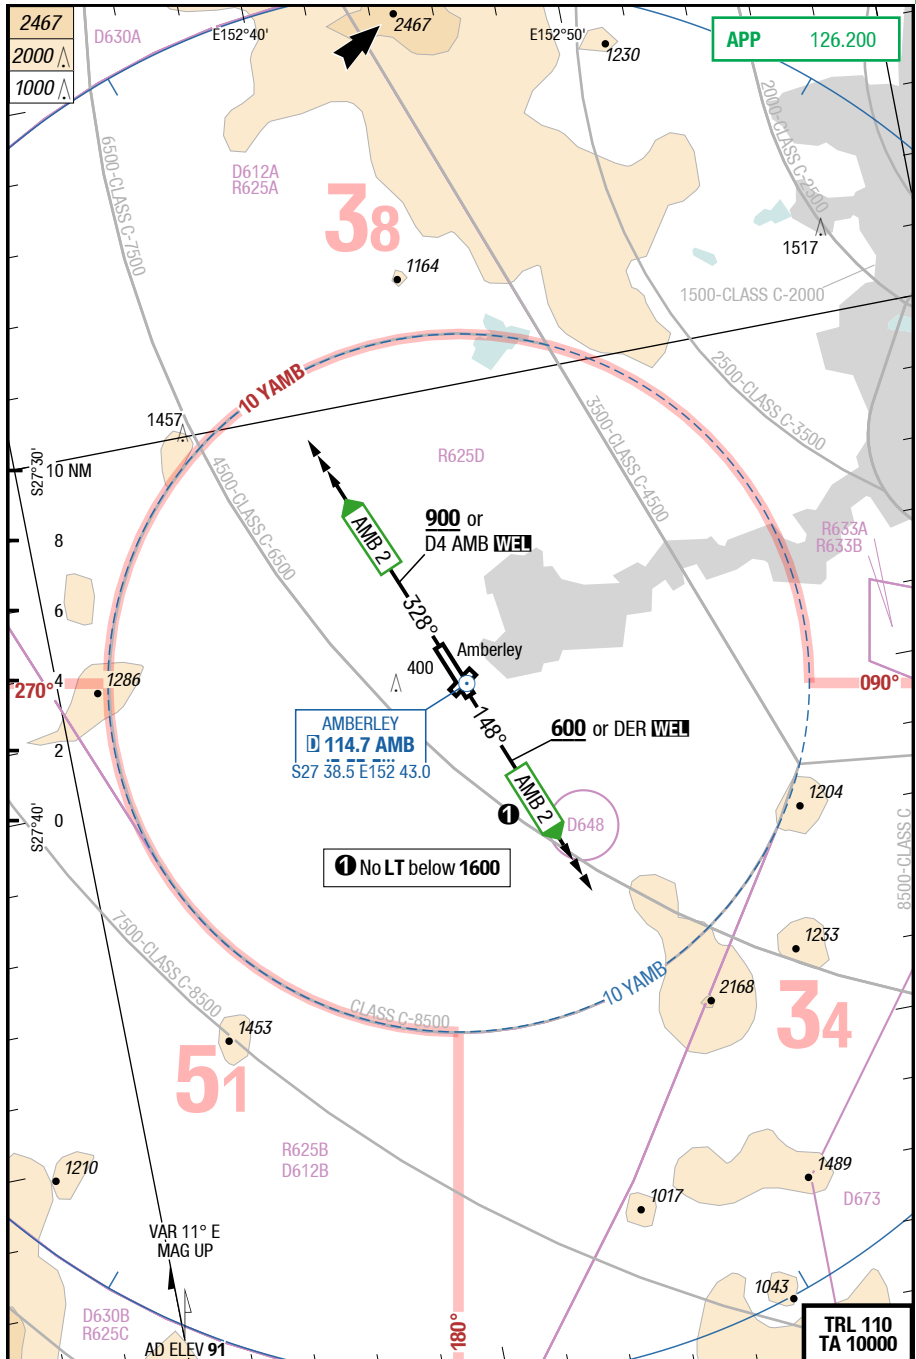 2467
2000
1000
D630A
E152°40'
2467
E152°50'
1230
APP 126.200
6500-CLASS C-7500
2000-CLASS C-2500
D612A
R625A
38
1517
1164
1500-CLASS C-2000
10 YAMB
2500-CLASS C-3500
3500-CLASS C-4500
1457
S27°30'
10 NM
4500-CLASS C-6500
R625D
AMB 2
900 or
D4 AMB WEL
R633A
R633B
8
6
328°
Amberley
400
1286
270°
4
090°
AMBERLEY
D 114.7 AMB
S27 38.5 E152 43.0
148°
600 or DER WEL
2
AMB 2
1
D648
1204
S27°40'
0
8500-CLASS C
1 No LT below 1600
7500-CLASS C-8500
1233
10 YAMB
2168
CLASS C-8500
34
1453
51
R625B
D612B
1210
1489
D673
1017
VAR 11° E
MAG UP
1043
D630B
R625C
180°
TRL 110
TA 10000
AD ELEV 91